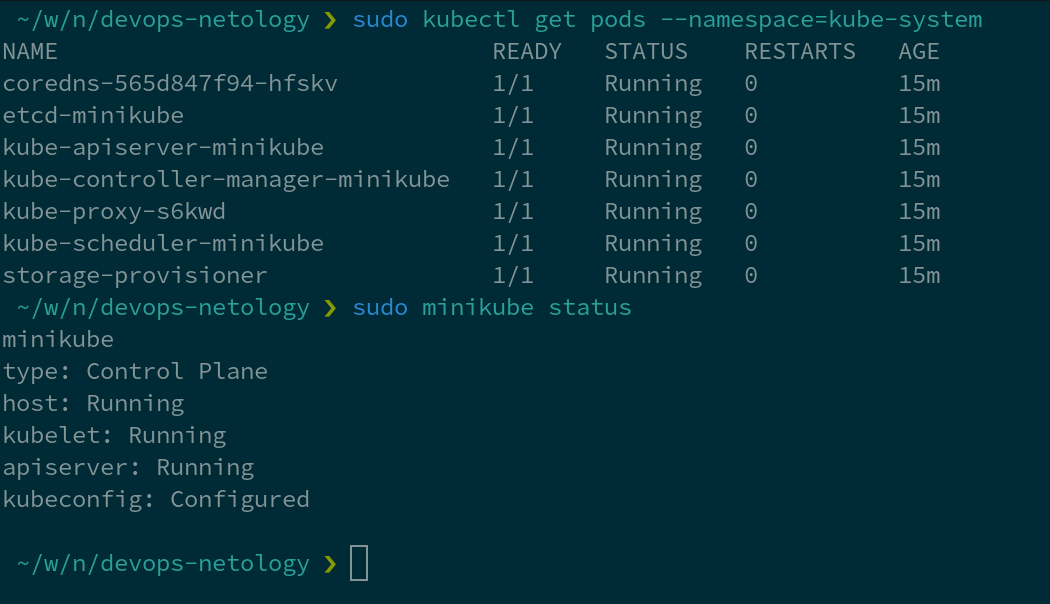 ~/w/n/devops-netology ❯ sudo kubectl get pods --namespace=kube-system
NAME                               READY   STATUS    RESTARTS   AGE
coredns-565d847f94-hfskv           1/1     Running   0          15m
etcd-minikube                      1/1     Running   0          15m
kube-apiserver-minikube            1/1     Running   0          15m
kube-controller-manager-minikube   1/1     Running   0          15m
kube-proxy-s6kwd                   1/1     Running   0          15m
kube-scheduler-minikube            1/1     Running   0          15m
storage-provisioner                1/1     Running   0          15m
~/w/n/devops-netology ❯ sudo minikube status
minikube
type: Control Plane
host: Running
kubelet: Running
apiserver: Running
kubeconfig: Configured
~/w/n/devops-netology ❯